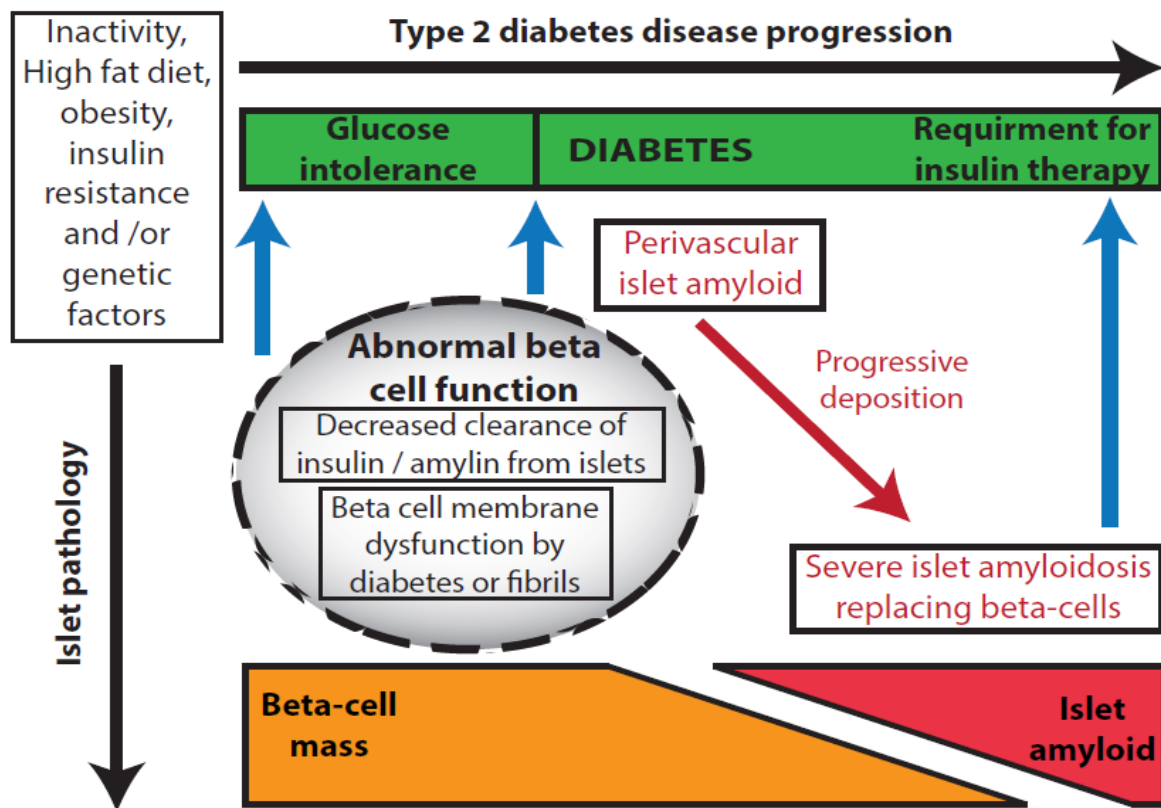 Inactivity,
High fat diet,
obesity,
insulin
resistance
and /or
genetic
factors
Type 2 diabetes disease progression
Glucose
intolerance
DIABETES
Requirment for
insulin therapy
Perivascular
islet amyloid
Abnormal beta
cell function
Decreased clearance of
insulin / amylin from islets
Beta cell membrane
dysfunction by
diabetes or fibrils
Progressive
deposition
Severe islet amyloidosis
replacing beta-cells
Islet pathology
Beta-cell
mass
Islet
amyloid